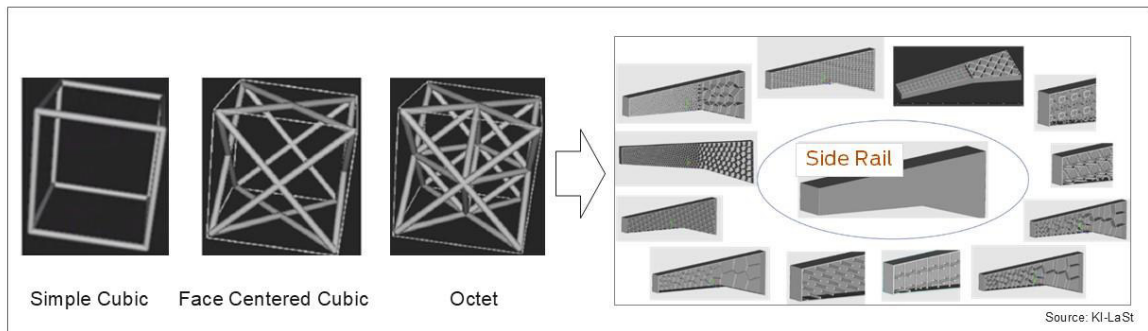 Side Rail
Simple Cubic
Face Centered Cubic
Octet
Source: KI-LaSt